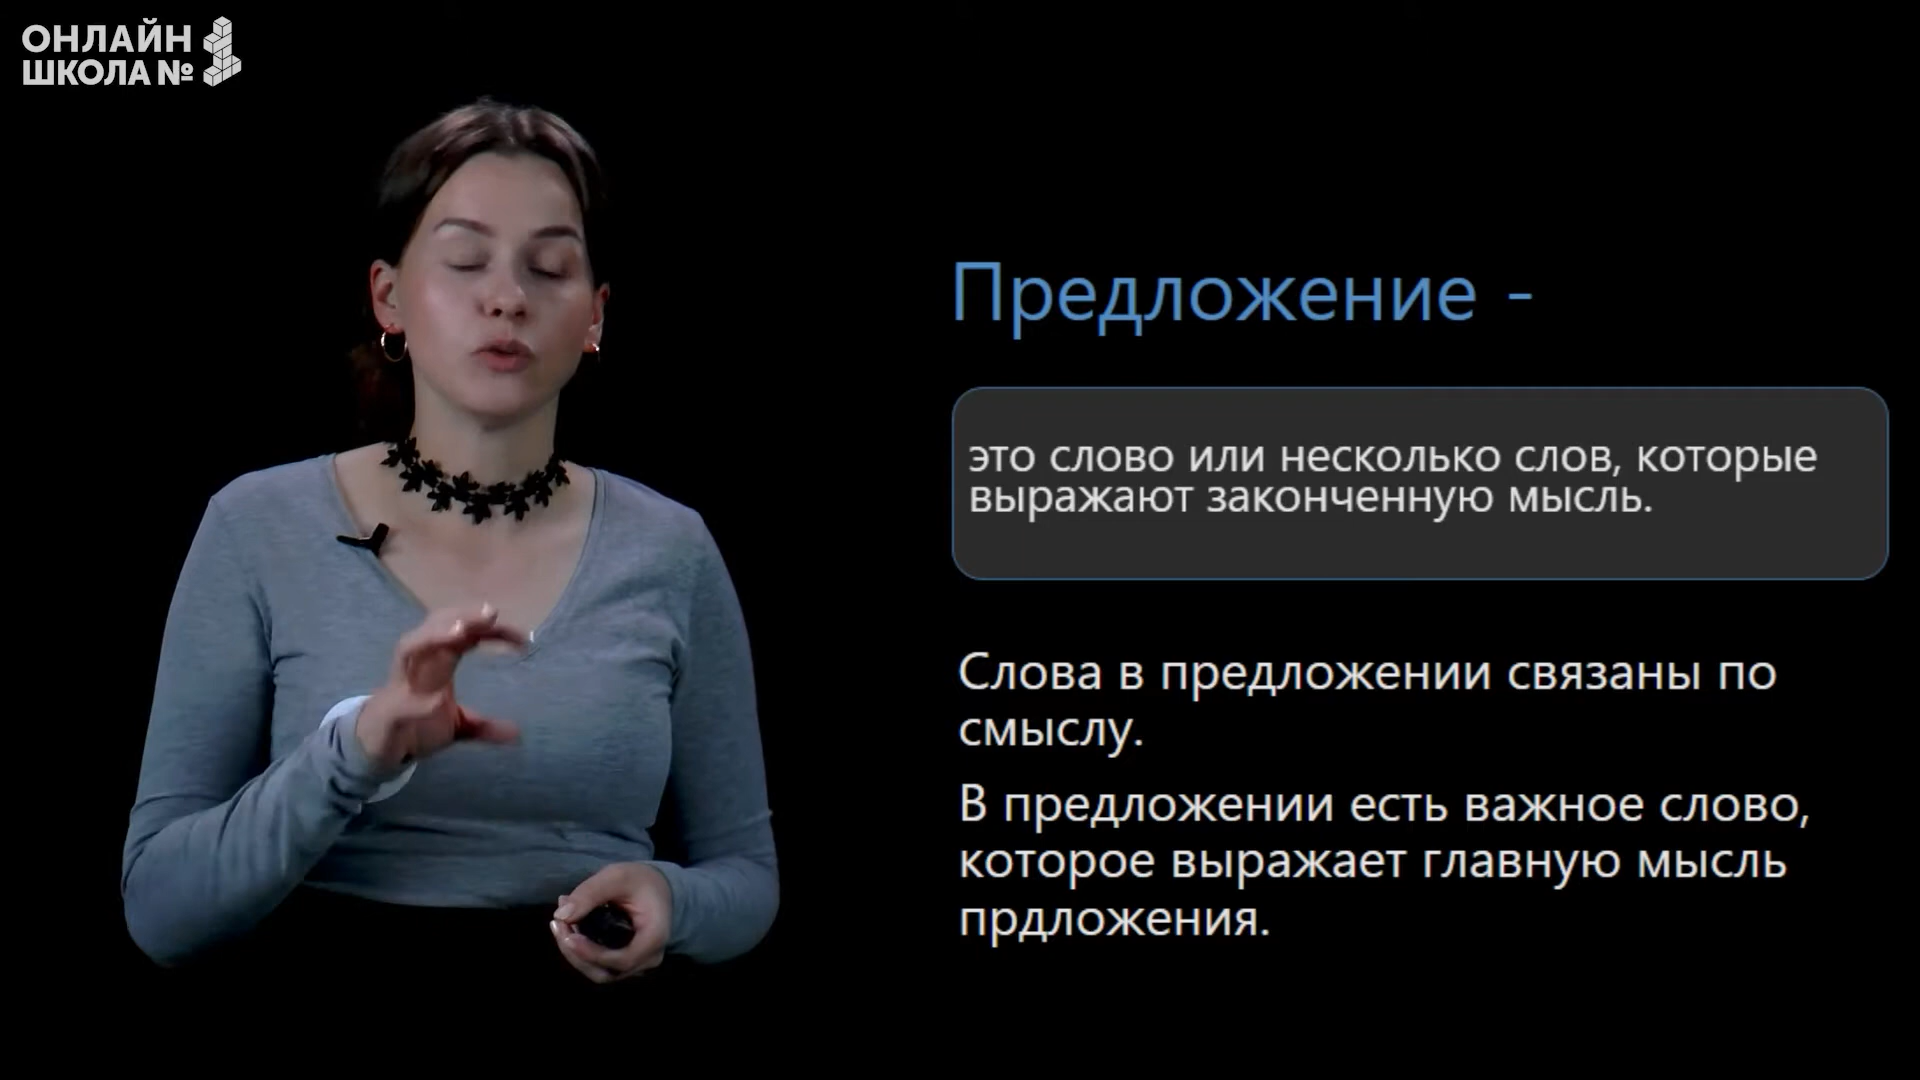 ОНЛАЙН
ШКОЛА №1
Предложение -
это слово или несколько слов, которые
выражают законченную мысль.
Слова в предложении связаны по
смыслу.
В предложении есть важное слово,
которое выражает главную мысль
прдложения.